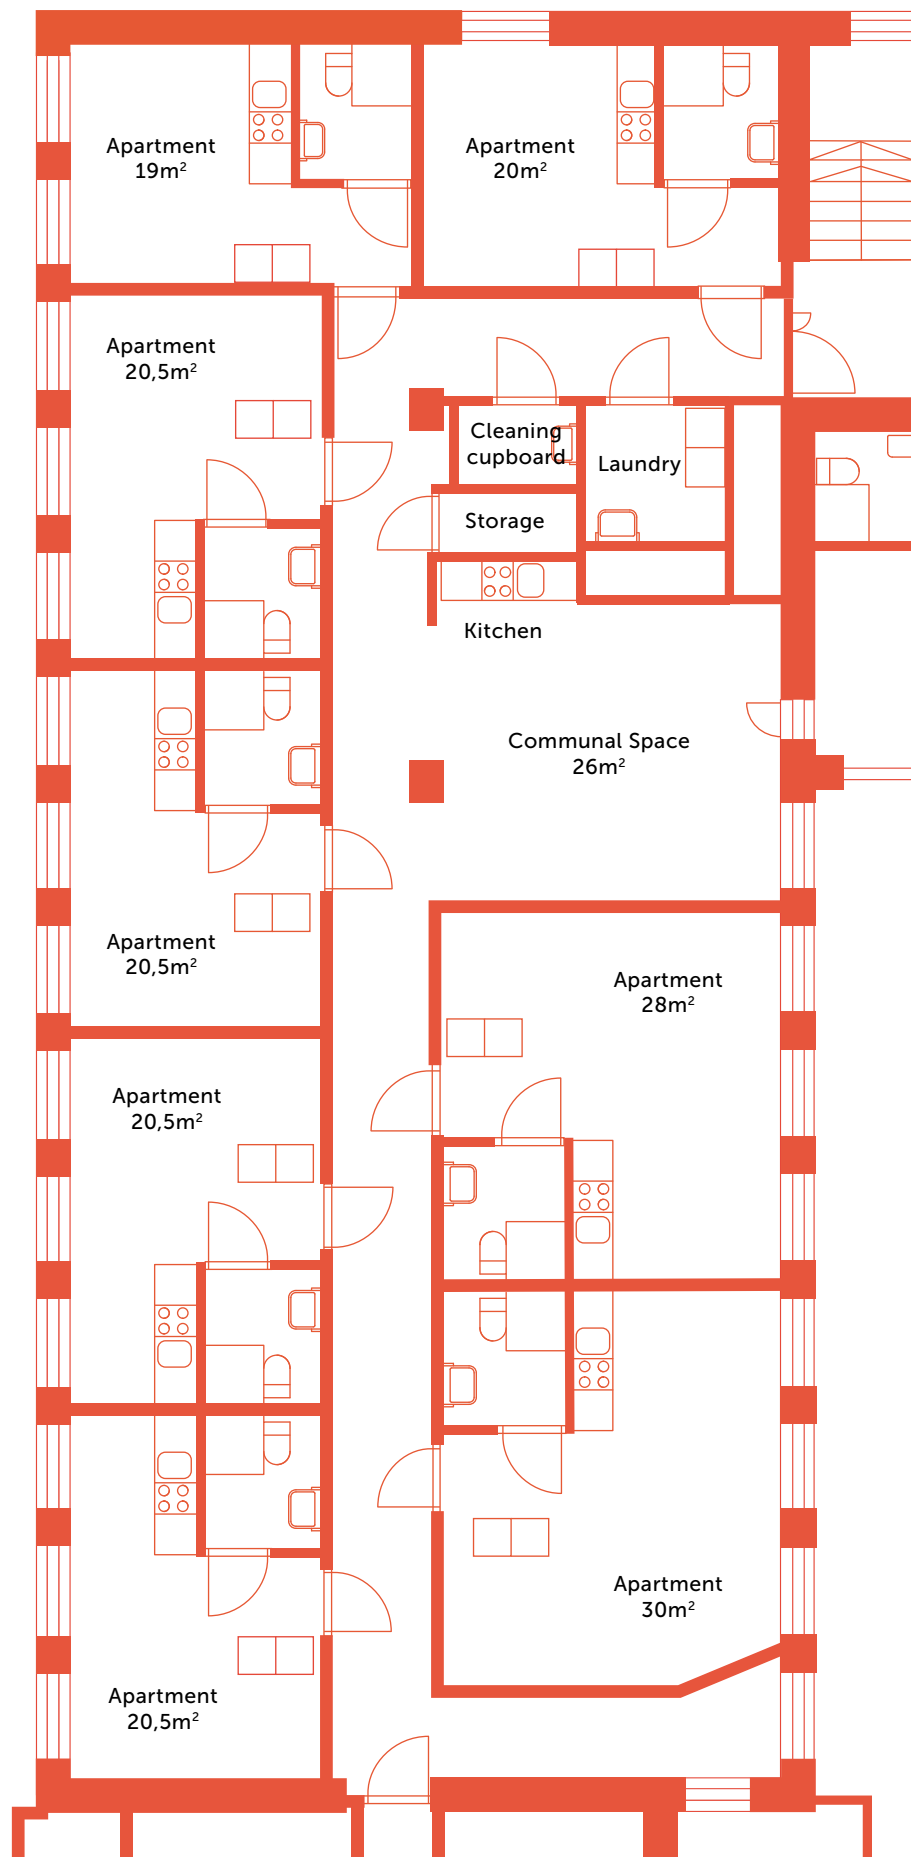 Apartment
19m²
Apartment
20m²
Apartment
20,5m²
Cleaning
cupboard
Laundry
Storage
Kitchen
Communal Space
26m²
Apartment
20,5m²
Apartment
28m²
Apartment
20,5m²
Apartment
30m²
Apartment
20,5m²